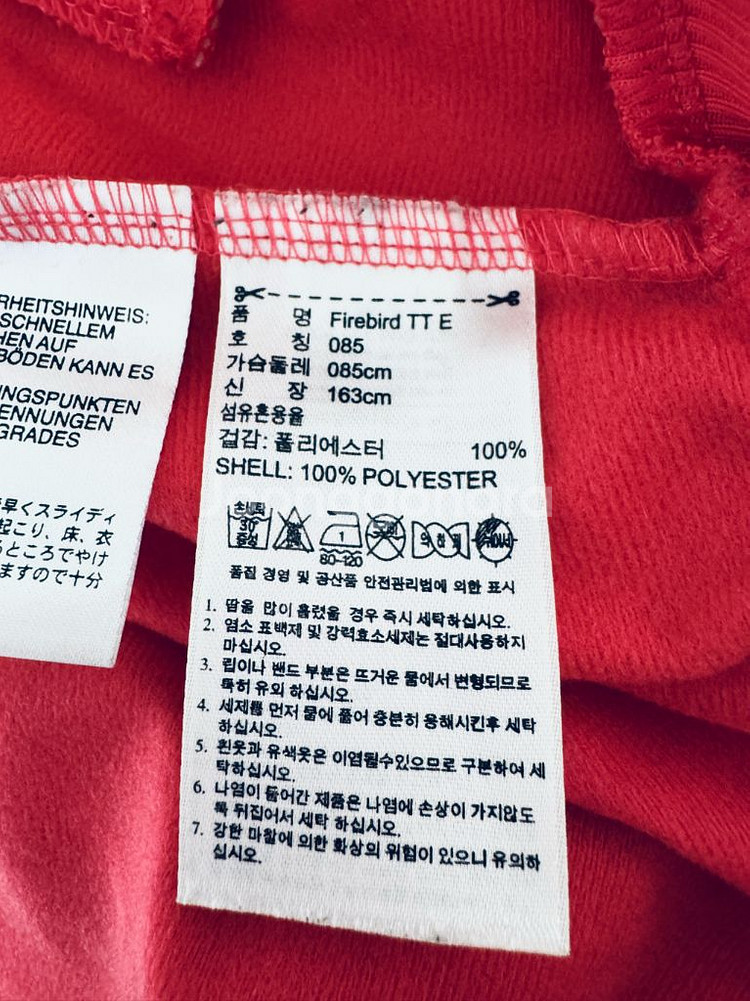 RHEITSHINWEIS:
SCHNELLEM
HEN AUF
BÖDEN KANN ES
INGSPUNKTEN
ENNUNGEN
GRADES
早くスライディ
起こり、床、衣
るところでやけ
ますので十分
품 명 Firebird TT E
호 칭 085
가슴둘레 085cm
신 장 163cm
섬유혼용율
겉감: 폴리에스터 100%
SHELL: 100% POLYESTER
손세탁
30
중성
1
80-120
옷걸이
품질 경영 및 공산품 안전관리법에 의한 표시
1. 땀을 많이 흘렸을 경우 즉시 세탁하십시오.
2. 염소 표백제 및 강력효소세제는 절대사용하지
마십시오.
3. 립이나 밴드 부분은 뜨거운 물에서 변형되므로
특히 유의 하십시오.
4. 세제를 먼저 물에 풀어 충분히 용해시킨후 세탁
하십시오.
5. 흰옷과 유색옷은 이염될수있으므로 구분하여 세
탁하십시오.
6. 나염이 들어간 제품은 나염에 손상이 가지않도
록 뒤집어서 세탁 하십시오.
7. 강한 마찰에 의한 화상의 위험이 있으니 유의하
십시오.